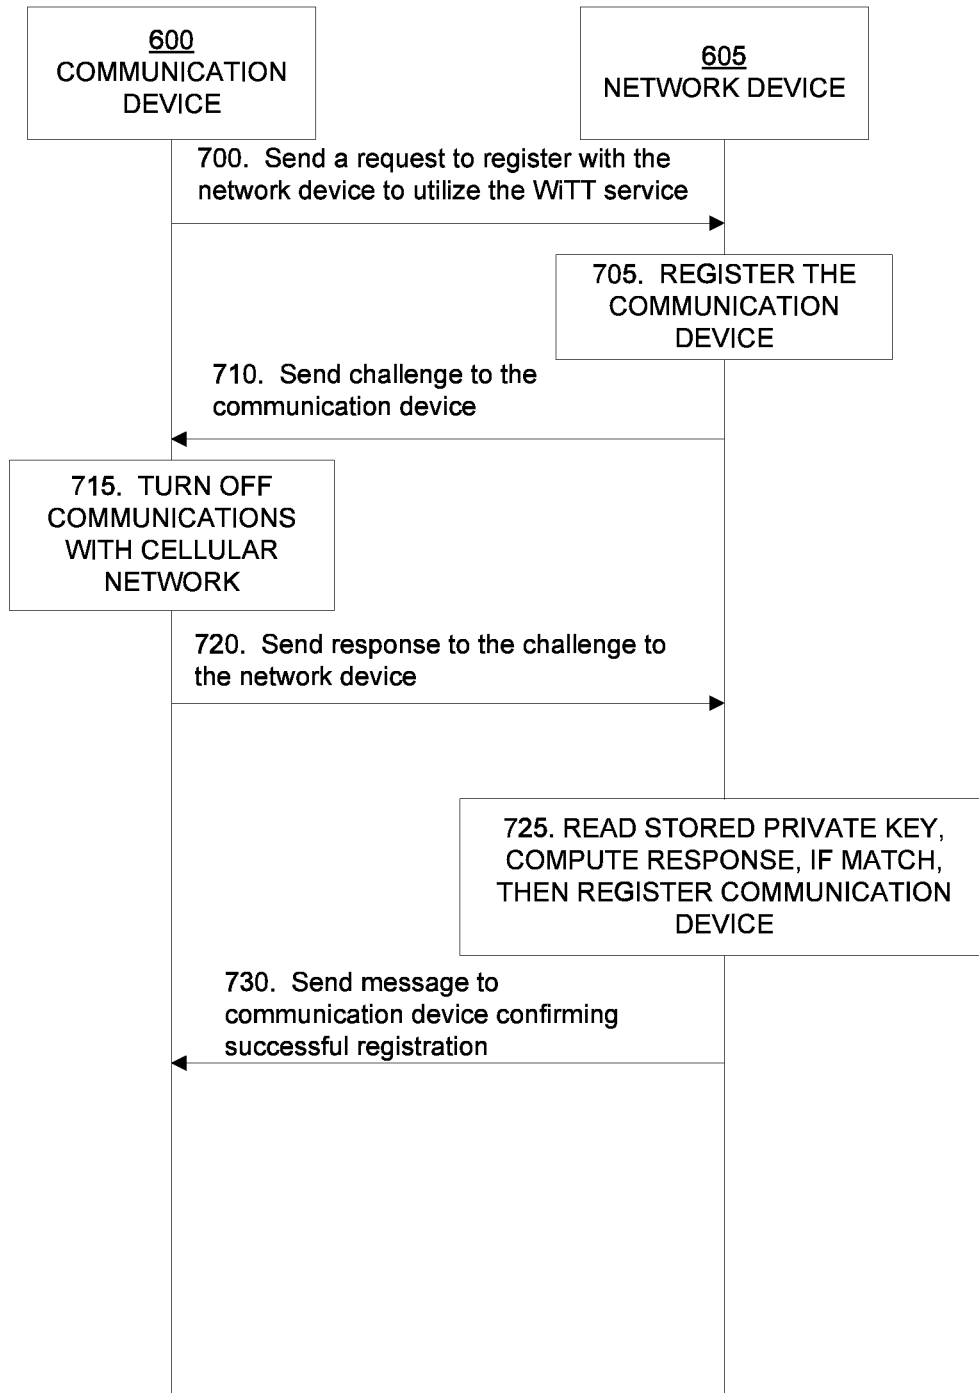 600
COMMUNICATION
DEVICE
605
NETWORK DEVICE
700. Send a request to register with the
network device to utilize the WiTT service
705. REGISTER THE
COMMUNICATION
DEVICE
710. Send challenge to the
communication device
715. TURN OFF
COMMUNICATIONS
WITH CELLULAR
NETWORK
720. Send response to the challenge to
the network device
725. READ STORED PRIVATE KEY,
COMPUTE RESPONSE, IF MATCH,
THEN REGISTER COMMUNICATION
DEVICE
730. Send message to
communication device confirming
successful registration